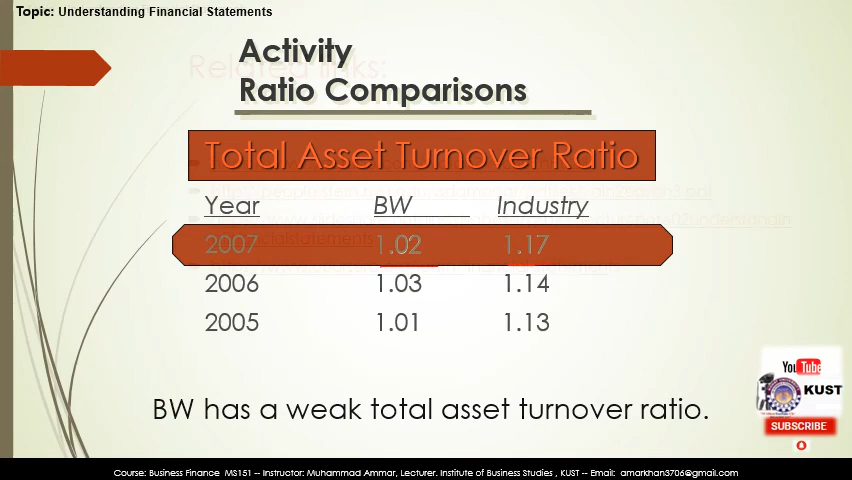 Topic: Understanding Financial Statements
Activity
Related links:
Ratio Comparisons
Total Asset Turnover Ratio
Year BW Industry
2007 1.02 1.17
2006 1.03 1.14
2005 1.01 1.13
BW has a weak total asset turnover ratio.
YouTube
KUST
SUBSCRIBE
Course: Business Finance MS151 -- Instructor: Muhammad Ammar, Lecturer. Institute of Business Studies , KUST -- Email: amarkhan3706@gmail.com